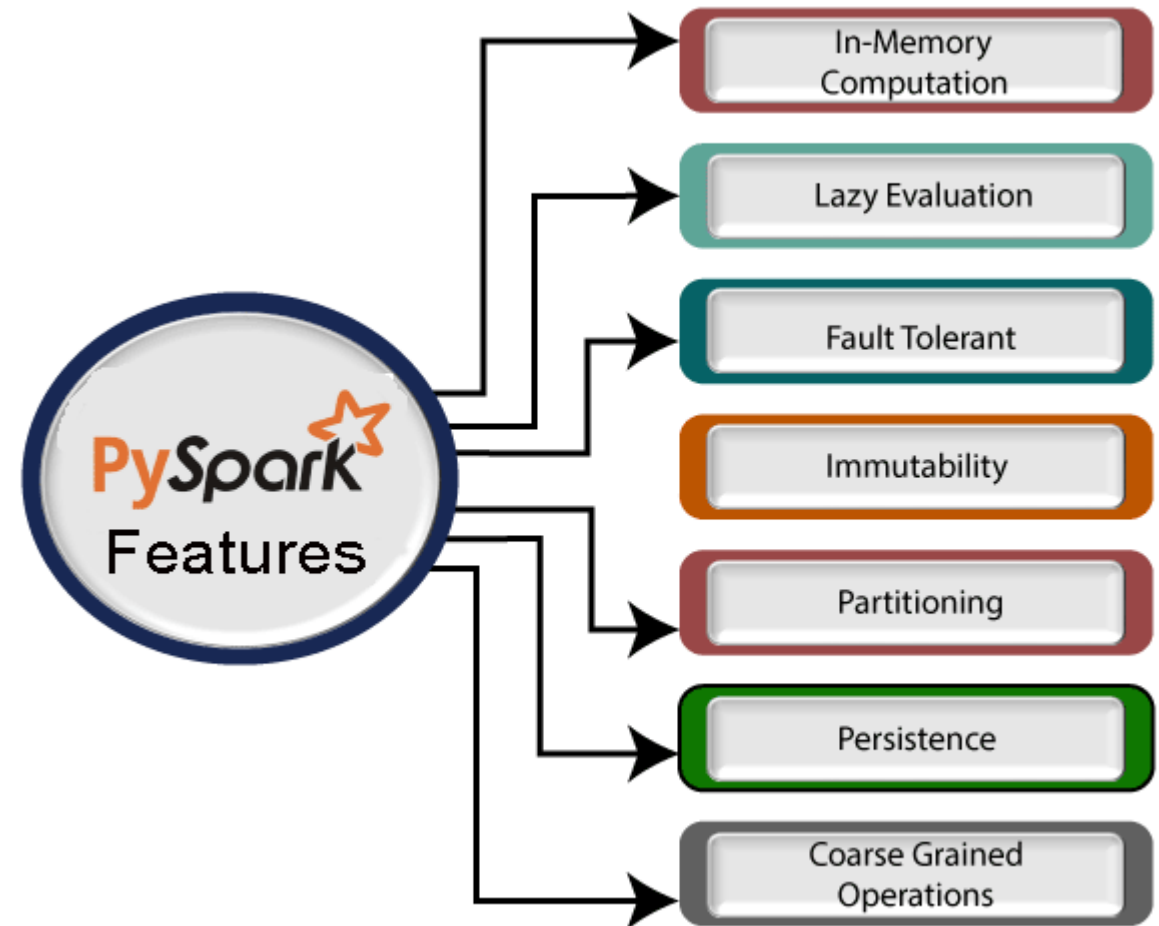 PySpark
Features
In-Memory
Computation
Lazy Evaluation
Fault Tolerant
Immutability
Partitioning
Persistence
Coarse Grained
Operations